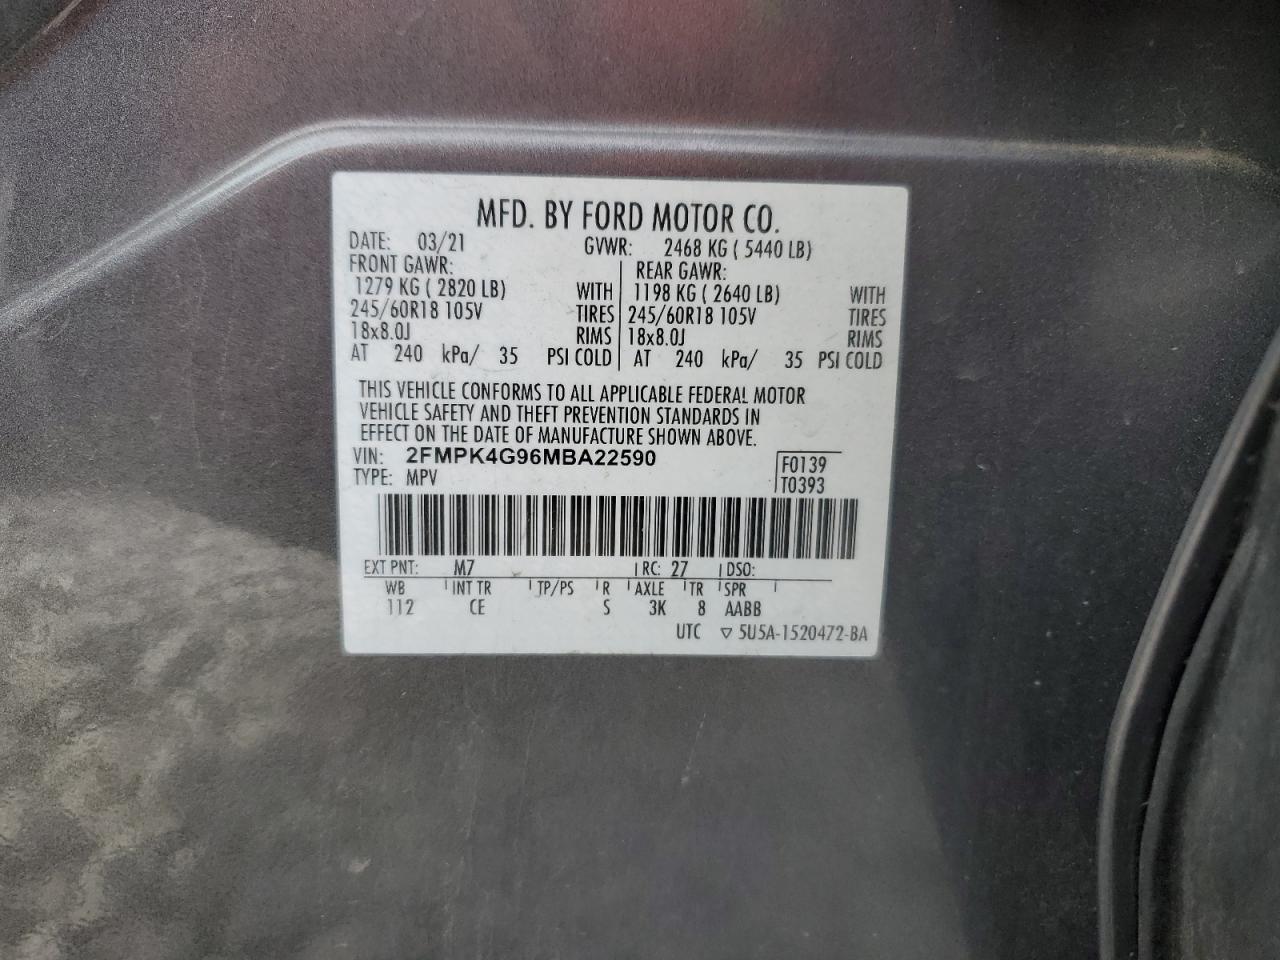 MFD. BY FORD MOTOR CO.
DATE: 03/21 GVWR: 2468 KG ( 5440 LB)
FRONT GAWR: REAR GAWR:
1279 KG ( 2820 LB) WITH 1198 KG ( 2640 LB) WITH
245/60R18 105V TIRES 245/60R18 105V TIRES
18x8.0J RIMS 18x8.0J RIMS
AT 240 kPa/ 35 PSI COLD AT 240 kPa/ 35 PSI COLD
THIS VEHICLE CONFORMS TO ALL APPLICABLE FEDERAL MOTOR
VEHICLE SAFETY AND THEFT PREVENTION STANDARDS IN
EFFECT ON THE DATE OF MANUFACTURE SHOWN ABOVE.
VIN: 2FMPK4G96MBA22590 F0139
TYPE: MPV T0393
EXT PNT: M7 RC: 27 DSO:
WB INT TR TP/PS R AXLE TR SPR
112 CE S 3K 8 AABB
UTC ▽ 5U5A-1520472-BA